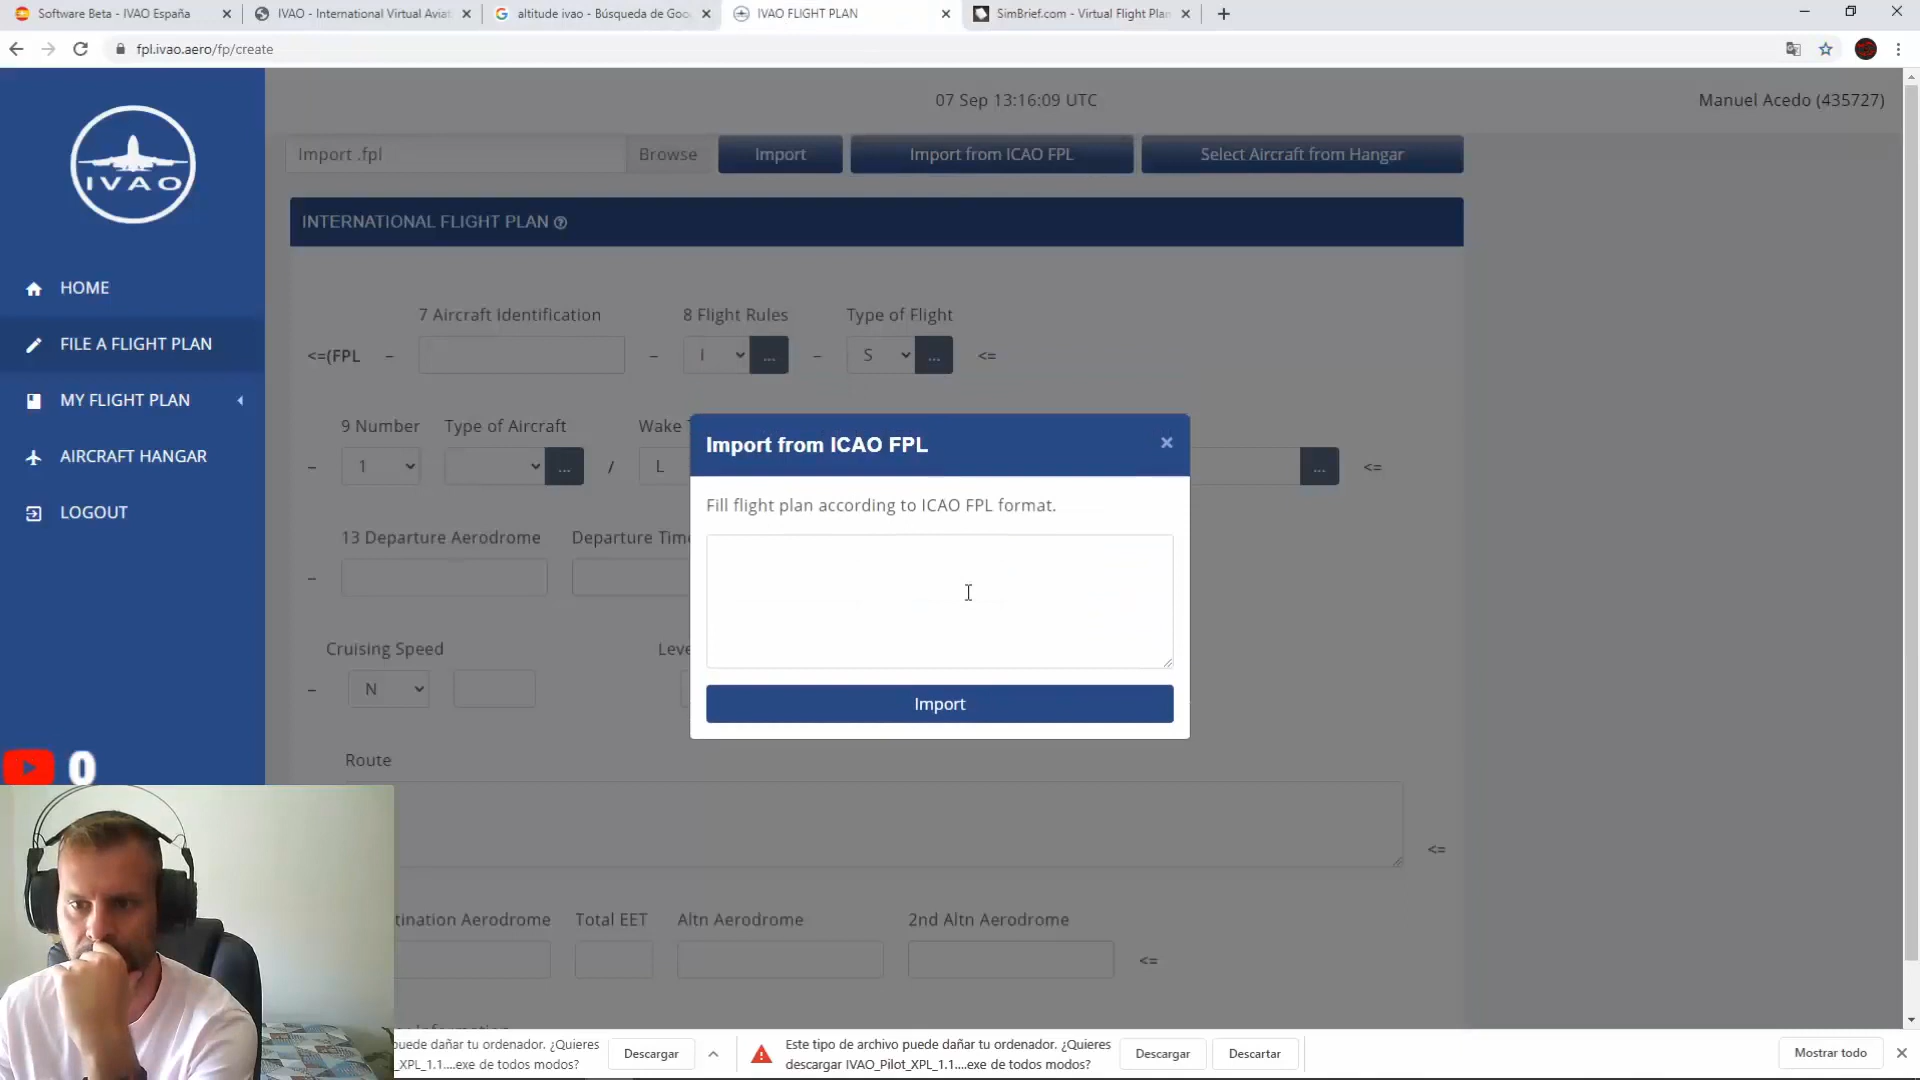 Software Beta - IVAO España
IVAO - International Virtual Aviat
altitude ivao - Búsqueda de Goo
IVAO FLIGHT PLAN
SimBrief.com - Virtual Flight Plan
fpl.ivao.aero/fp/create
IVAO
07 Sep 13:16:09 UTC
Manuel Acedo (435727)
Import .fpl
Browse
Import
Import from ICAO FPL
Select Aircraft from Hangar
INTERNATIONAL FLIGHT PLAN
HOME
FILE A FLIGHT PLAN
MY FLIGHT PLAN
AIRCRAFT HANGAR
LOGOUT
7 Aircraft Identification
8 Flight Rules
Type of Flight
<=(FPL
–
–
I
...
–
S
...
<=
9 Number
Type of Aircraft
Wake
–
1
...
/
L
...
<=
Import from ICAO FPL
×
Fill flight plan according to ICAO FPL format.
Import
13 Departure Aerodrome
Departure Time
–
Cruising Speed
–
N
Route
<=
0
tination Aerodrome
Total EET
Altn Aerodrome
2nd Altn Aerodrome
<=
puede dañar tu ordenador. ¿Quieres
_XPL_1.1....exe de todos modos?
Descargar
Este tipo de archivo puede dañar tu ordenador. ¿Quieres
descargar IVAO_Pilot_XPL_1.1....exe de todos modos?
Descargar
Descartar
Mostrar todo